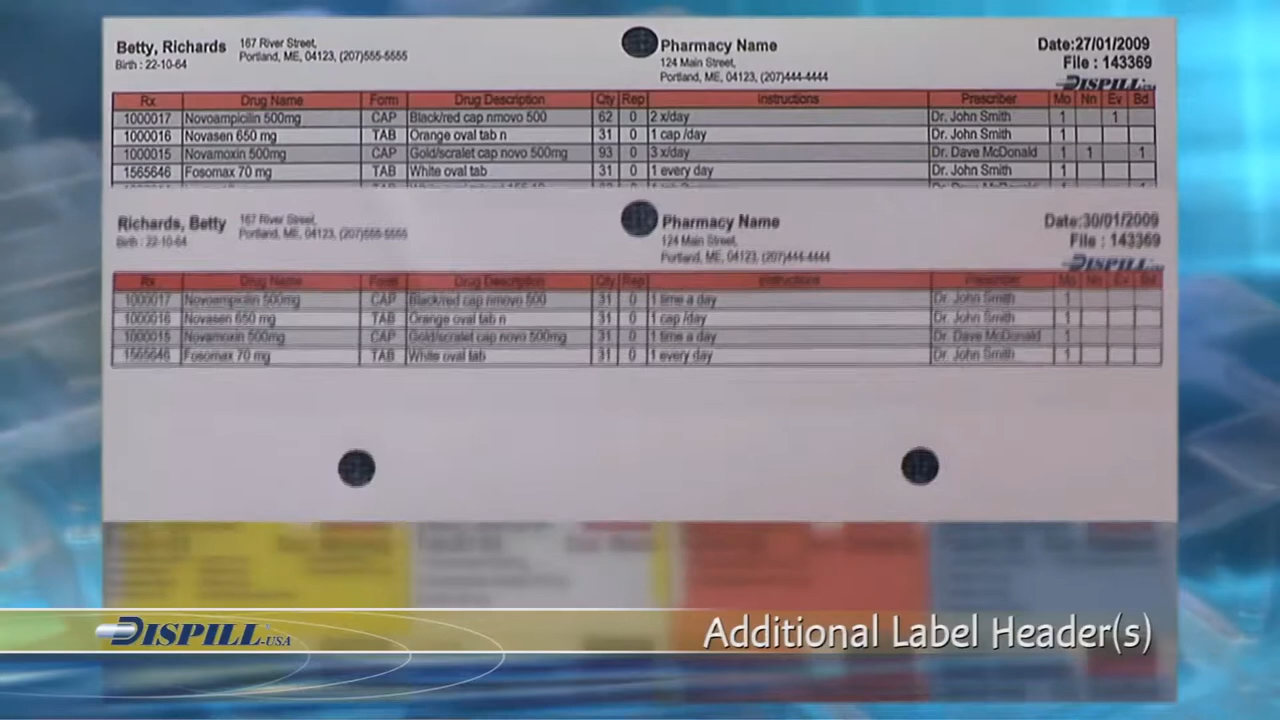 Betty, Richards 167 River Street, Pharmacy Name Date:27/01/2009
Birth : 22-10-64 Portland, ME, 04123, (207)555-5555 124 Main Street, File : 143369
Portland, ME, 04123, (207)444-4444 DISPILL-USA
Rx Drug Name Form Drug Description Qty Rep Instructions Prescriber Mo Nn Ev Bd
1000017 Novoampicilin 500mg CAP Black/red cap nmovo 500 62 0 2 x/day Dr. John Smith 1 1
1000016 Novasen 650 mg TAB Orange oval tab n 31 0 1 cap /day Dr. John Smith 1
1000015 Novamoxin 500mg CAP Gold/scralet cap novo 500mg 93 0 3 x/day Dr. Dave McDonald 1 1 1
1565646 Fosomax 70 mg TAB White oval tab 31 0 1 every day Dr. John Smith 1
Richards, Betty 167 River Street, Pharmacy Name Date:30/01/2009
Birth : 22-10-64 Portland, ME, 04123, (207)555-5555 124 Main Street, File : 143369
Portland, ME, 04123, (207)444-4444 DISPILL-USA
Rx Drug Name Form Drug Description Qty Rep Instructions Prescriber Mo Nn Ev Bd
1000017 Novoampicilin 500mg CAP Black/red cap nmovo 500 31 0 1 time a day Dr. John Smith 1
1000016 Novasen 650 mg TAB Orange oval tab n 31 0 1 cap /day Dr. John Smith 1
1000015 Novamoxin 500mg CAP Gold/scralet cap novo 500mg 31 0 1 time a day Dr. Dave McDonald 1
1565646 Fosomax 70 mg TAB White oval tab 31 0 1 every day Dr. John Smith 1
DISPILL-USA
Additional Label Header(s)